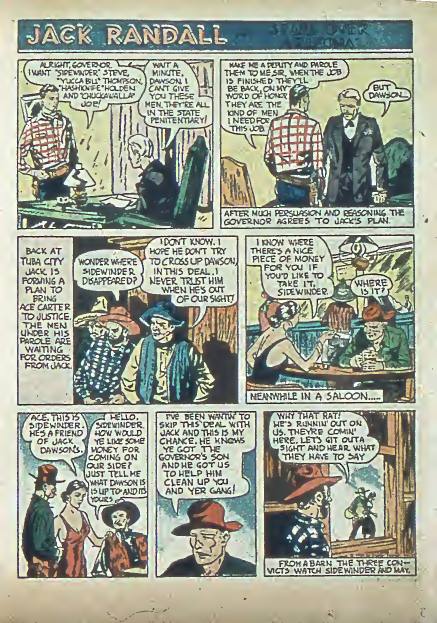 JACK RANDALL
STORM OVER
ARIZONA
ALRIGHT, GOVERNOR,
I WANT "SIDEWINDER" STEVE,
"YUCCA BILL" THOMPSON,
"HASHKNIFE" HOLDEN
AND "CHUCKAWALLA"
JOE!
WAIT A
MINUTE,
DAWSON. I
CAN'T GIVE
YOU THESE
MEN, THEY'RE ALL
IN THE STATE
PENITENTIARY!
MAKE ME A DEPUTY AND PAROLE
THEM TO ME, SIR, WHEN THE JOB
IS FINISHED THEY'LL
BE BACK, ON MY
WORD OF HONOR.
THEY ARE THE
KIND OF MEN
I NEED FOR
THIS JOB.
BUT
DAWSON...
AFTER MUCH PERSUASION AND REASONING THE
GOVERNOR AGREES TO JACK'S PLAN.
BACK AT
TUBA CITY
JACK IS
FORMING A
PLAN TO
BRING
ACE CARTER
TO JUSTICE.
THE MEN
UNDER HIS
PAROLE ARE
WAITING
FOR ORDERS
FROM JACK.
WONDER WHERE
SIDEWINDER
DISAPPEARED?
I DON'T KNOW. I
HOPE HE DON'T TRY
TO CROSS UP DAWSON,
IN THIS DEAL. I
NEVER TRUST HIM
WHEN HE'S OUT
OF OUR SIGHT!
I KNOW WHERE
THERE'S A NICE
PIECE OF MONEY
FOR YOU IF
YOU'D LIKE TO
TAKE IT,
SIDEWINDER.
WHERE
IS IT?
MEANWHILE IN A SALOON.....
ACE, THIS IS
SIDEWINDER.
HE'S A FRIEND
OF JACK
DAWSON'S.
HELLO,
SIDEWINDER,
HOW WOULD
YE LIKE SOME
MONEY FOR
COMING ON
OUR SIDE?
JUST TELL ME
WHAT DAWSON IS
UP TO AND IT'S
YOURS.
I'VE BEEN WANTIN' TO
SKIP THIS DEAL WITH
JACK AND THIS IS MY
CHANCE. HE KNOWS
YE GOT THE
GOVERNOR'S SON
AND HE GOT US
TO HELP HIM
CLEAN UP YOU
AND YER GANG!
WHY THAT RAT!
HE'S RUNNIN' OUT ON
US. THEY'RE COMIN'
HERE, LET'S GIT OUTA
SIGHT AND HEAR WHAT
THEY HAVE TO SAY
FROM A BARN THE THREE CON-
VICTS WATCH SIDEWINDER AND MAY.